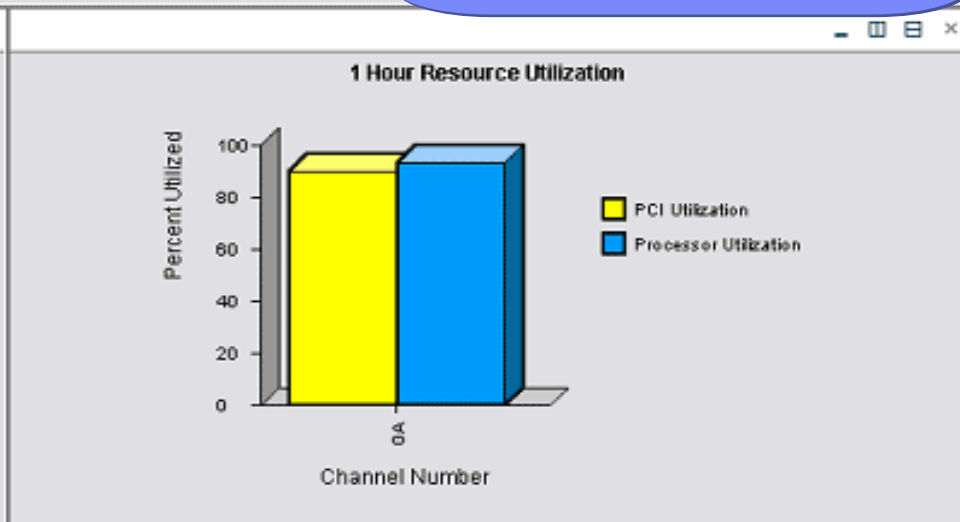 1 Hour Resource Utilization
Percent Utilized
100
80
60
40
20
0
0A
Channel Number
PCI Utilization
Processor Utilization